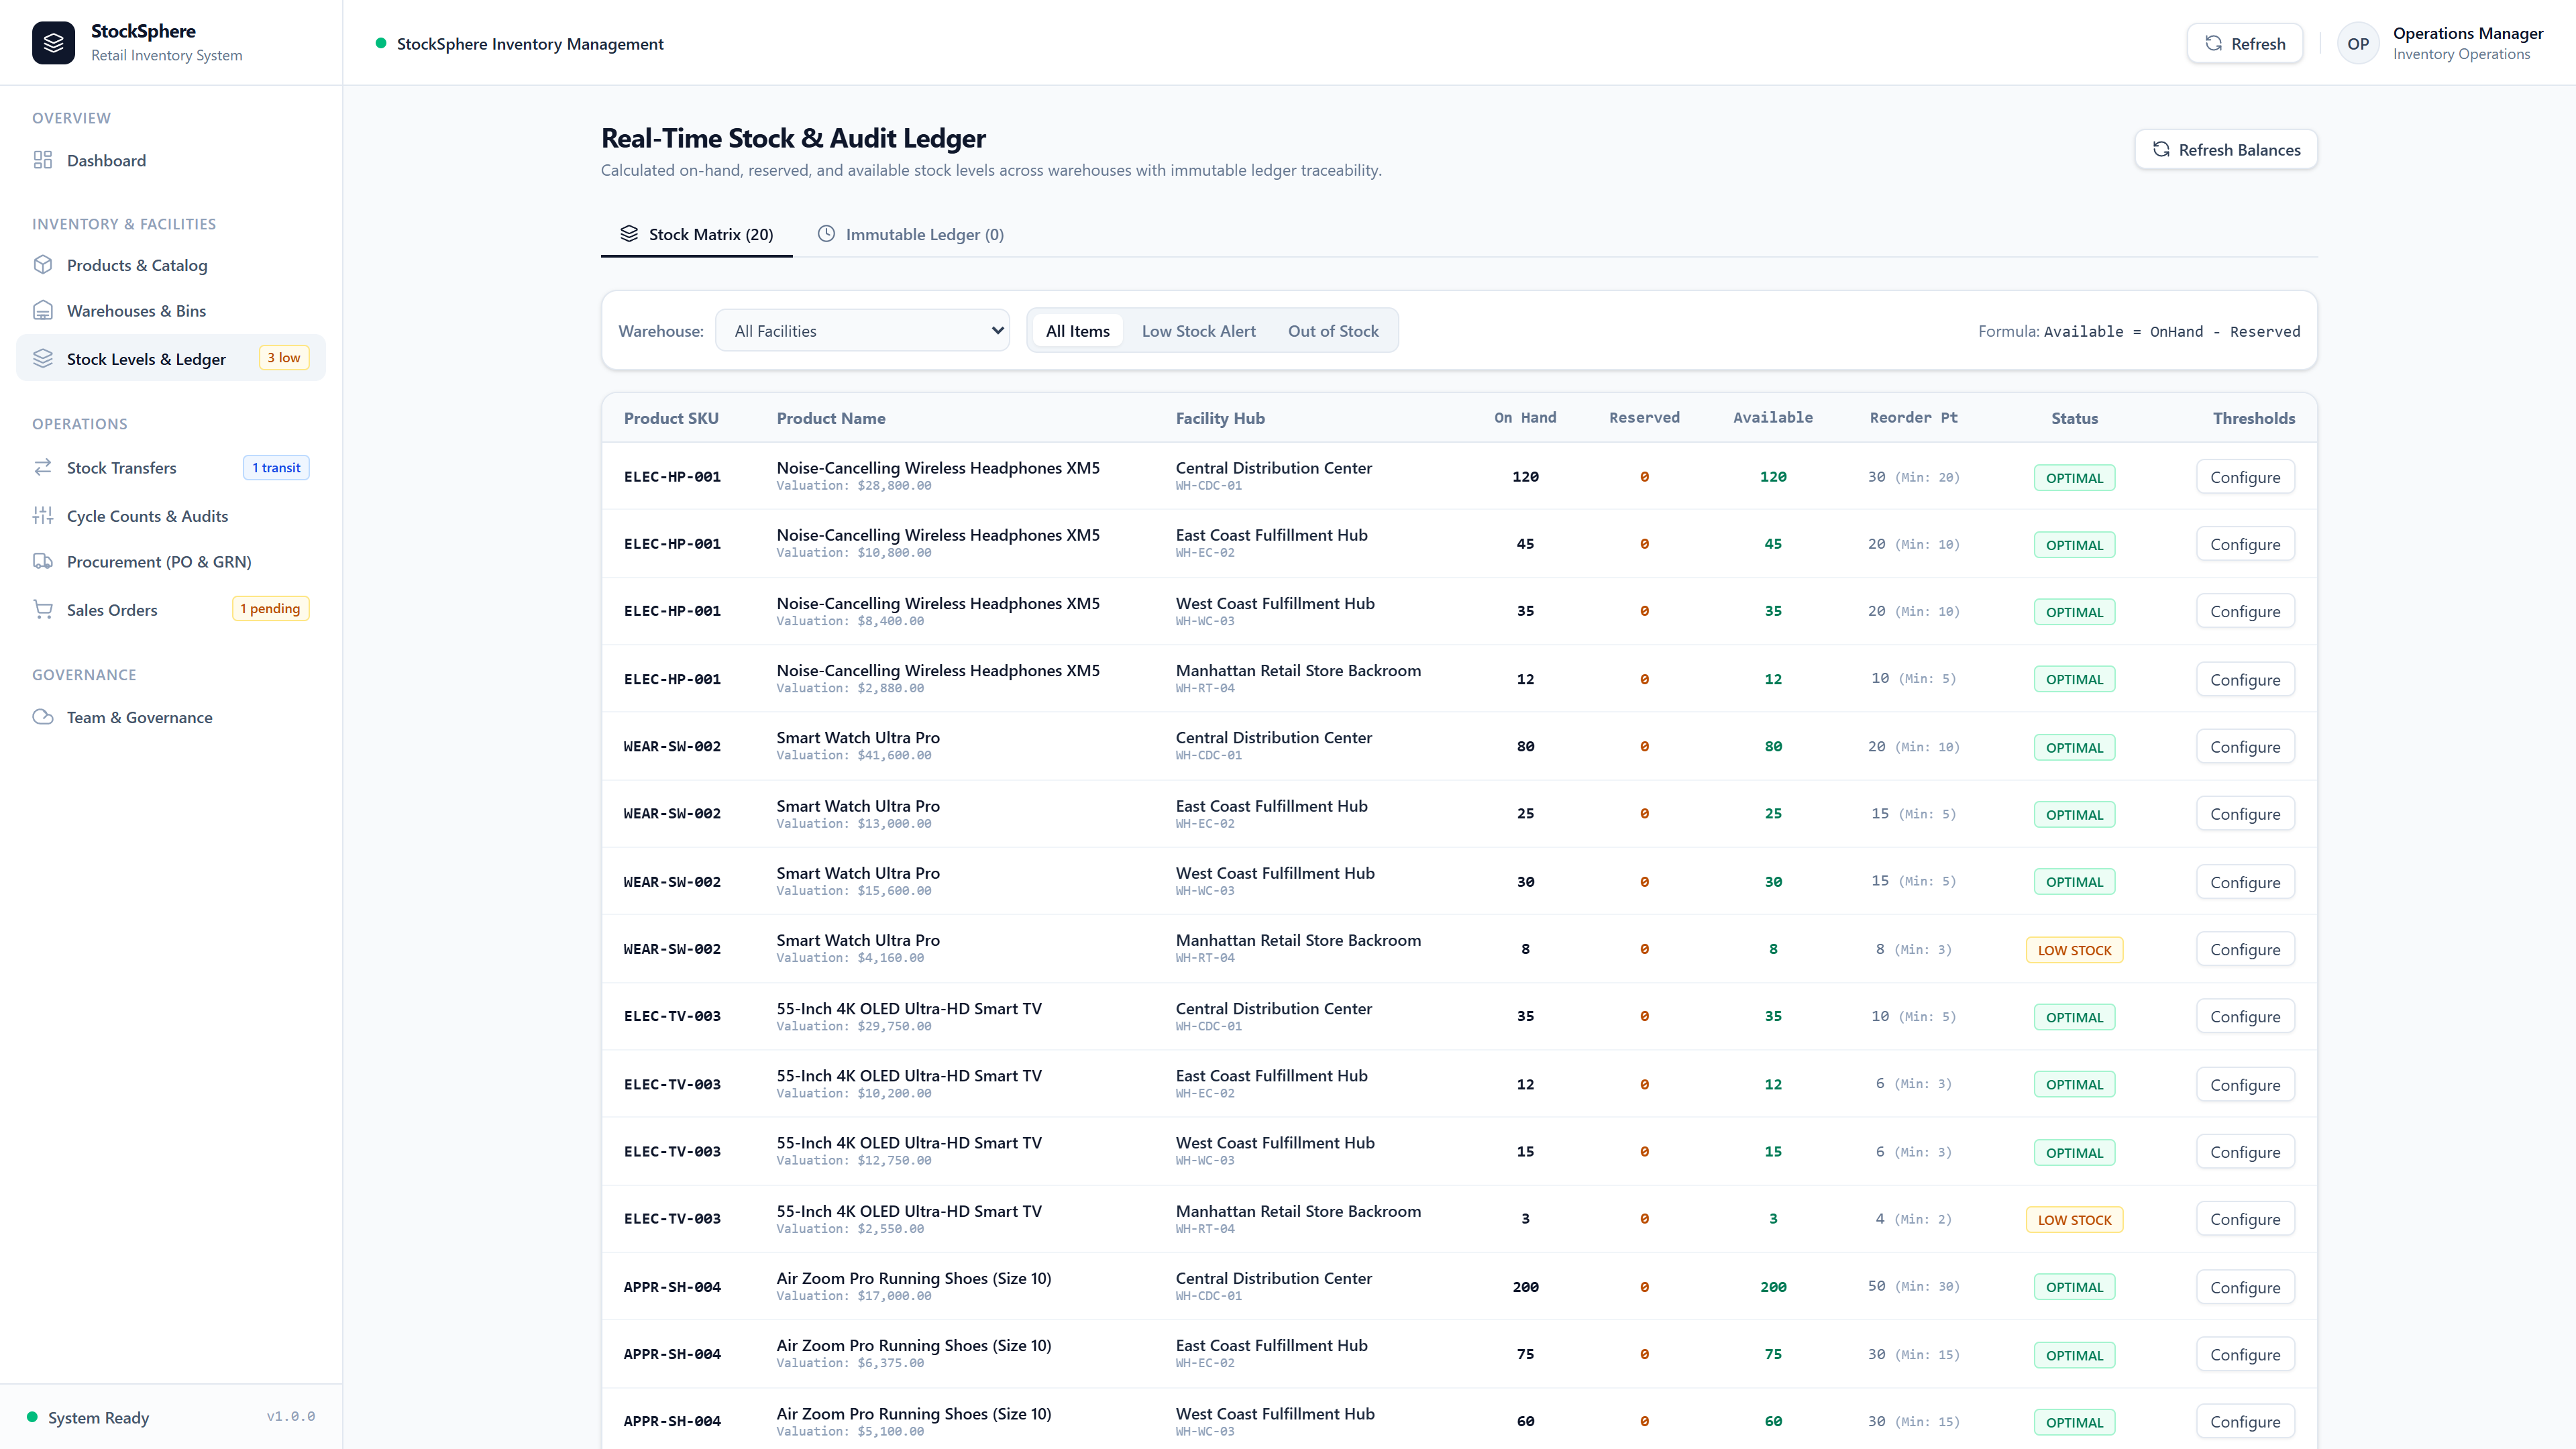 StockSphere
Retail Inventory System
StockSphere Inventory Management
Refresh
OP
Operations Manager
Inventory Operations
OVERVIEW
Dashboard
INVENTORY & FACILITIES
Products & Catalog
Warehouses & Bins
Stock Levels & Ledger 3 low
OPERATIONS
Stock Transfers 1 transit
Cycle Counts & Audits
Procurement (PO & GRN)
Sales Orders 1 pending
GOVERNANCE
Team & Governance
System Ready v1.0.0
Real-Time Stock & Audit Ledger
Calculated on-hand, reserved, and available stock levels across warehouses with immutable ledger traceability.
Refresh Balances
Stock Matrix (20) Immutable Ledger (0)
Warehouse: All Facilities All Items Low Stock Alert Out of Stock Formula: Available = OnHand - Reserved
Product SKU Product Name Facility Hub On Hand Reserved Available Reorder Pt Status Thresholds
ELEC-HP-001 Noise-Cancelling Wireless Headphones XM5 Central Distribution Center 120 0 120 30 (Min: 20) OPTIMAL Configure
Valuation: $28,800.00 WH-CDC-01
ELEC-HP-001 Noise-Cancelling Wireless Headphones XM5 East Coast Fulfillment Hub 45 0 45 20 (Min: 10) OPTIMAL Configure
Valuation: $10,800.00 WH-EC-02
ELEC-HP-001 Noise-Cancelling Wireless Headphones XM5 West Coast Fulfillment Hub 35 0 35 20 (Min: 10) OPTIMAL Configure
Valuation: $8,400.00 WH-WC-03
ELEC-HP-001 Noise-Cancelling Wireless Headphones XM5 Manhattan Retail Store Backroom 12 0 12 10 (Min: 5) OPTIMAL Configure
Valuation: $2,880.00 WH-RT-04
WEAR-SW-002 Smart Watch Ultra Pro Central Distribution Center 80 0 80 20 (Min: 10) OPTIMAL Configure
Valuation: $41,600.00 WH-CDC-01
WEAR-SW-002 Smart Watch Ultra Pro East Coast Fulfillment Hub 25 0 25 15 (Min: 5) OPTIMAL Configure
Valuation: $13,000.00 WH-EC-02
WEAR-SW-002 Smart Watch Ultra Pro West Coast Fulfillment Hub 30 0 30 15 (Min: 5) OPTIMAL Configure
Valuation: $15,600.00 WH-WC-03
WEAR-SW-002 Smart Watch Ultra Pro Manhattan Retail Store Backroom 8 0 8 8 (Min: 3) LOW STOCK Configure
Valuation: $4,160.00 WH-RT-04
ELEC-TV-003 55-Inch 4K OLED Ultra-HD Smart TV Central Distribution Center 35 0 35 10 (Min: 5) OPTIMAL Configure
Valuation: $29,750.00 WH-CDC-01
ELEC-TV-003 55-Inch 4K OLED Ultra-HD Smart TV East Coast Fulfillment Hub 12 0 12 6 (Min: 3) OPTIMAL Configure
Valuation: $10,200.00 WH-EC-02
ELEC-TV-003 55-Inch 4K OLED Ultra-HD Smart TV West Coast Fulfillment Hub 15 0 15 6 (Min: 3) OPTIMAL Configure
Valuation: $12,750.00 WH-WC-03
ELEC-TV-003 55-Inch 4K OLED Ultra-HD Smart TV Manhattan Retail Store Backroom 3 0 3 4 (Min: 2) LOW STOCK Configure
Valuation: $2,550.00 WH-RT-04
APPR-SH-004 Air Zoom Pro Running Shoes (Size 10) Central Distribution Center 200 0 200 50 (Min: 30) OPTIMAL Configure
Valuation: $17,000.00 WH-CDC-01
APPR-SH-004 Air Zoom Pro Running Shoes (Size 10) East Coast Fulfillment Hub 75 0 75 30 (Min: 15) OPTIMAL Configure
Valuation: $6,375.00 WH-EC-02
APPR-SH-004 Air Zoom Pro Running Shoes (Size 10) West Coast Fulfillment Hub 60 0 60 30 (Min: 15) OPTIMAL Configure
Valuation: $5,100.00 WH-WC-03